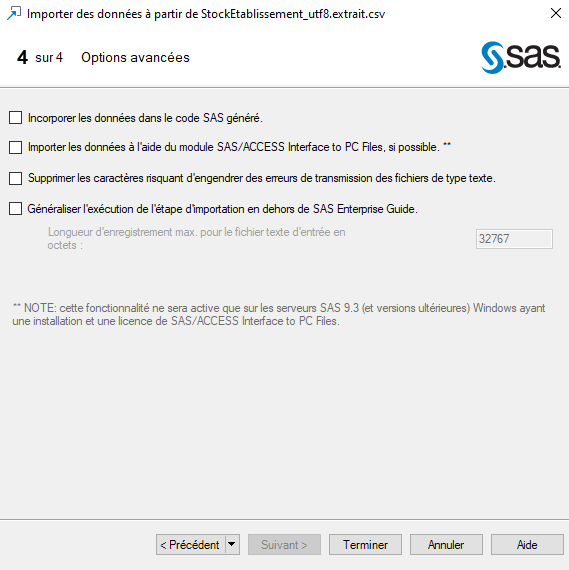 Importer des données à partir de StockEtablissement_utf8.extrait.csv
4 sur 4 Options avancées
sas
Incorporer les données dans le code SAS généré.
Importer les données à l'aide du module SAS/ACCESS Interface to PC Files, si possible. **
Supprimer les caractères risquant d'engendrer des erreurs de transmission des fichiers de type texte.
Généraliser l'exécution de l'étape d'importation en dehors de SAS Enterprise Guide.
Longueur d'enregistrement max. pour le fichier texte d'entrée en
octets :
32767
** NOTE: cette fonctionnalité ne sera active que sur les serveurs SAS 9.3 (et versions ultérieures) Windows ayant
une installation et une licence de SAS/ACCESS Interface to PC Files.
< Précédent Suivant > Terminer Annuler Aide